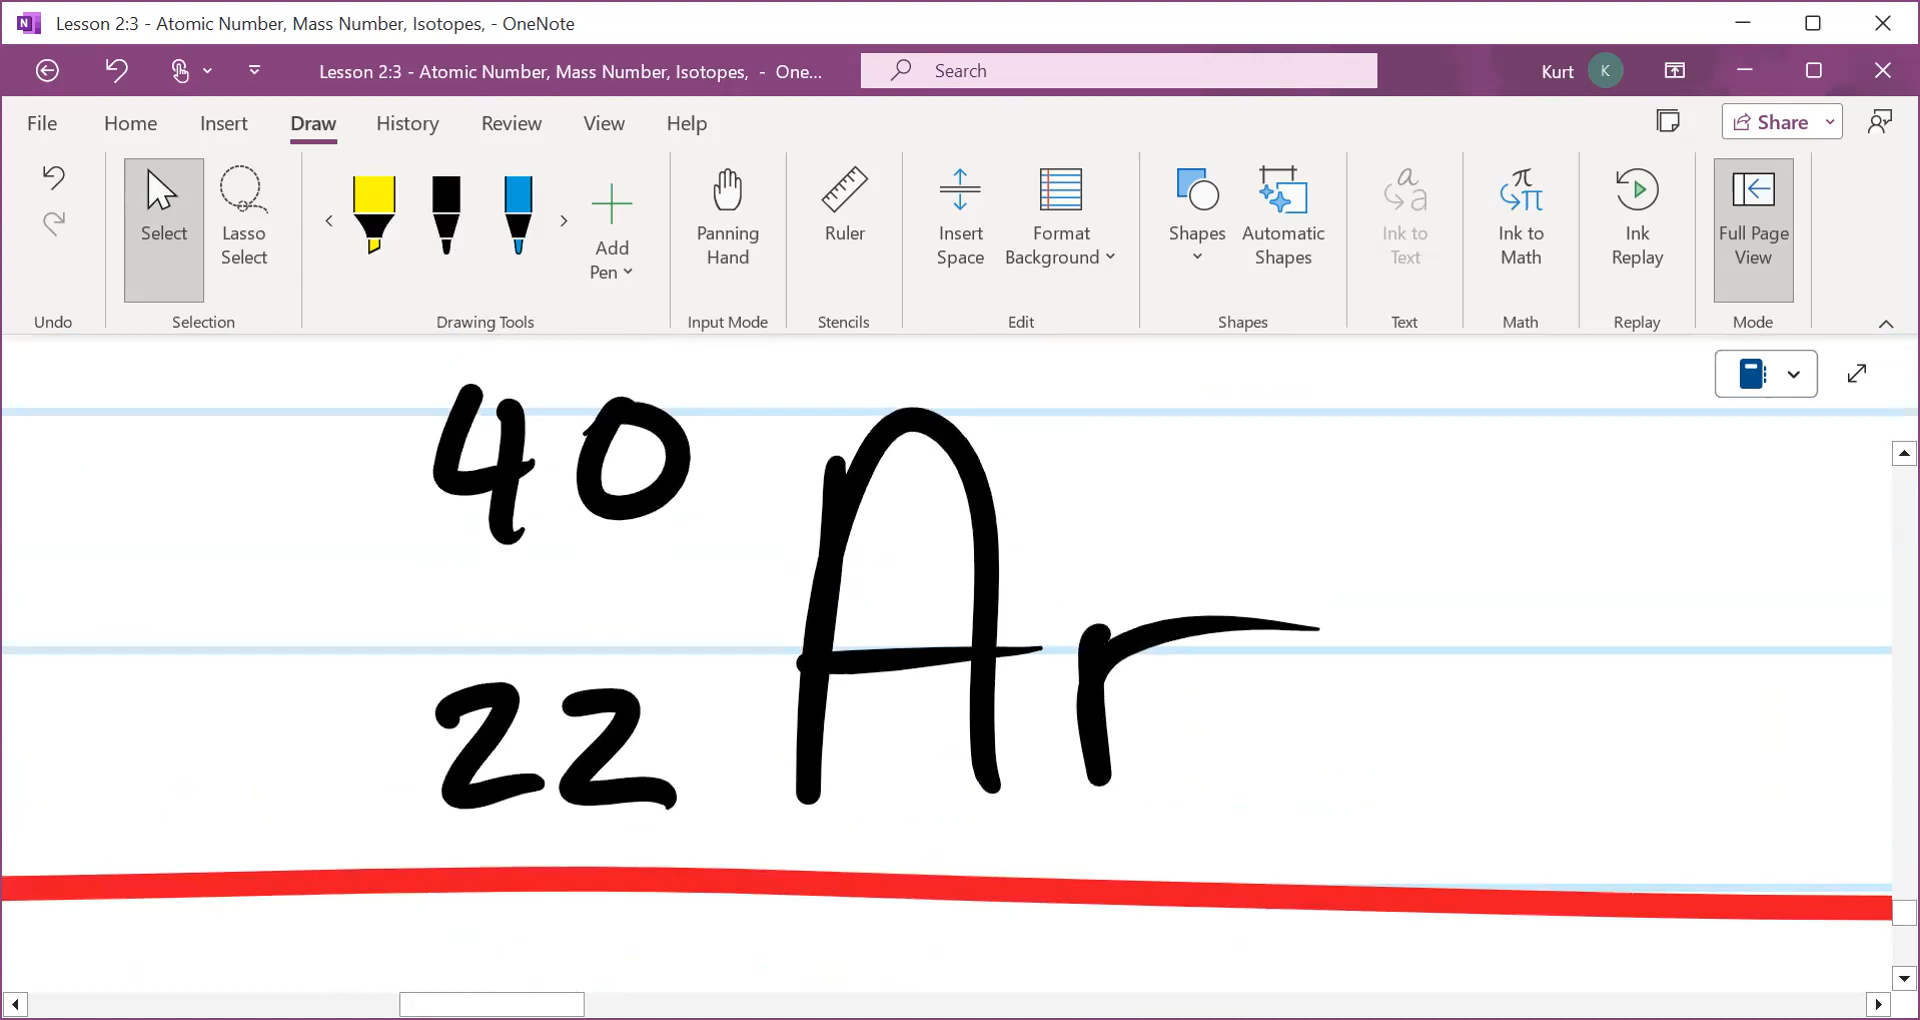 Lesson 2:3 - Atomic Number, Mass Number, Isotopes, - OneNote
Lesson 2:3 - Atomic Number, Mass Number, Isotopes, - One...
Search
Kurt K
File Home Insert Draw History Review View Help
Share
Select
Lasso Select
Add Pen
Panning Hand
Ruler
Insert Space
Format Background
Shapes
Automatic Shapes
Ink to Text
Ink to Math
Ink Replay
Full Page View
Undo Selection Drawing Tools Input Mode Stencils Edit Shapes Text Math Replay Mode
40
Ar
22